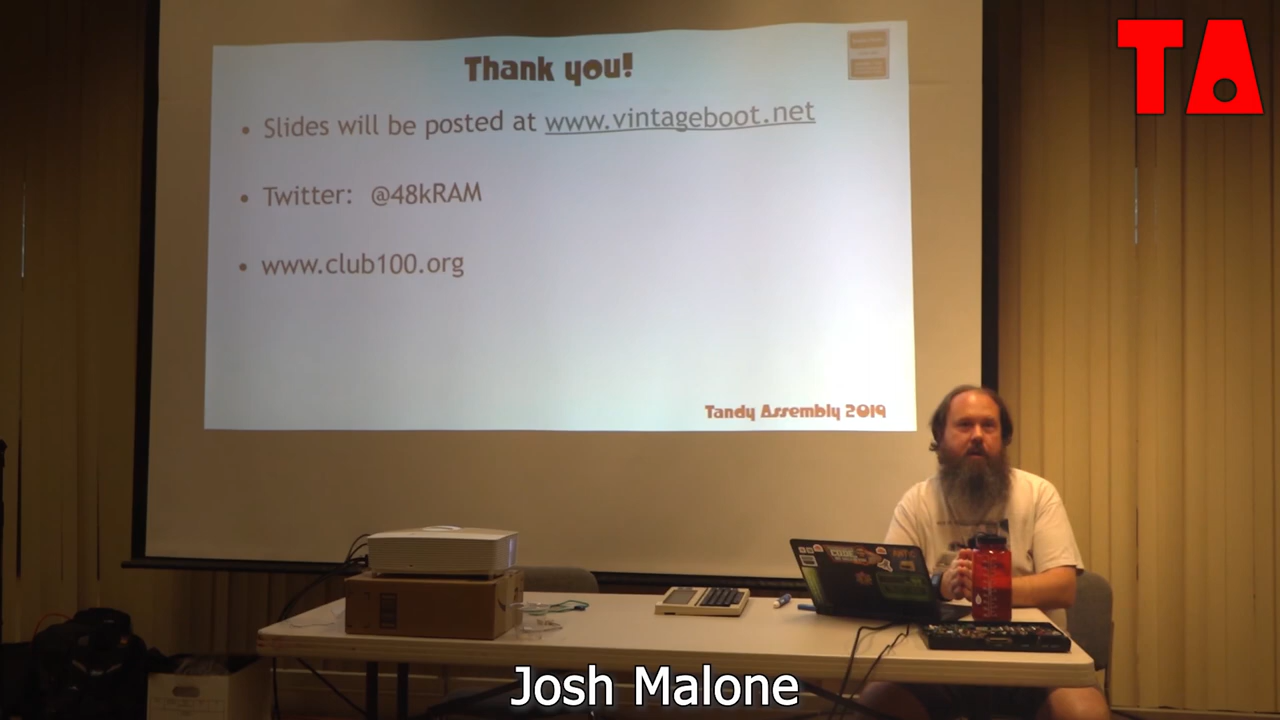 Thank you!
TA
• Slides will be posted at www.vintageboot.net
• Twitter: @48kRAM
• www.club100.org
Tandy Assembly 2019
Josh Malone